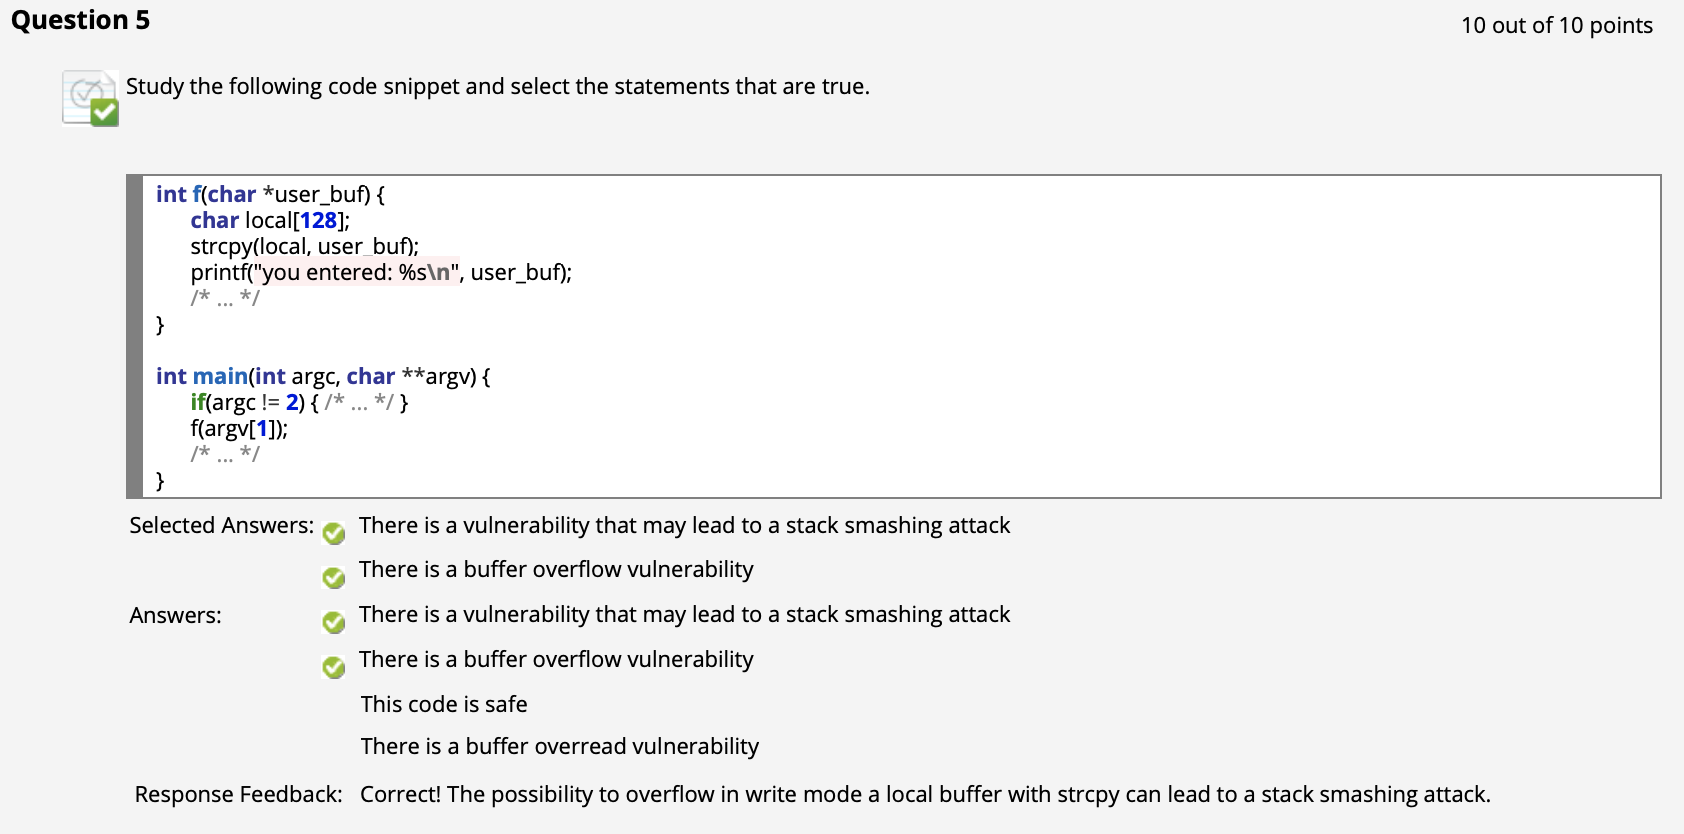 Question 5
10 out of 10 points
Study the following code snippet and select the statements that are true.
int f(char *user_buf) {
char local[128];
strcpy(local, user_buf);
printf("you entered: %s\n", user_buf);
/* ... */
}
int main(int argc, char **argv) {
if(argc != 2) { /* ... */ }
f(argv[1]);
/* ... */
}
Selected Answers: There is a vulnerability that may lead to a stack smashing attack
There is a buffer overflow vulnerability
Answers: There is a vulnerability that may lead to a stack smashing attack
There is a buffer overflow vulnerability
This code is safe
There is a buffer overread vulnerability
Response Feedback: Correct! The possibility to overflow in write mode a local buffer with strcpy can lead to a stack smashing attack.